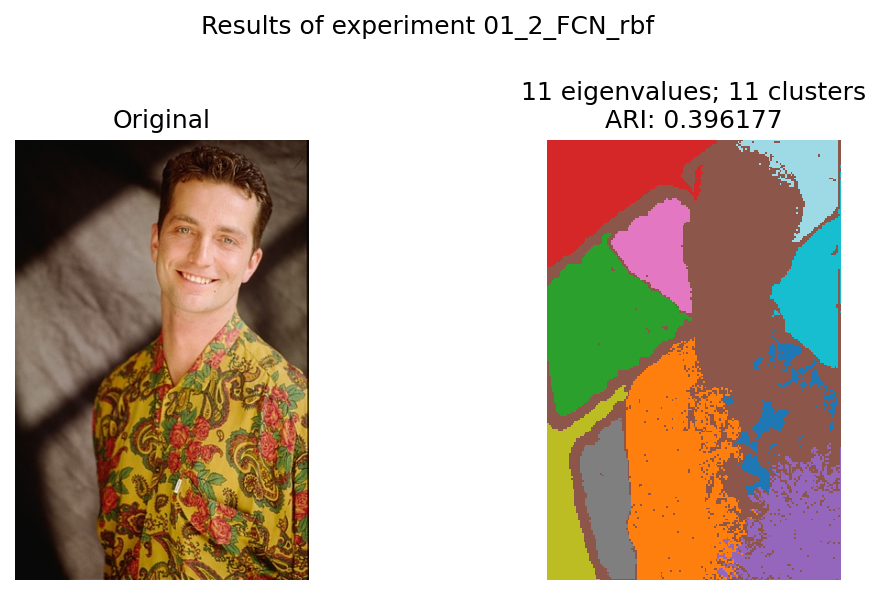 Results of experiment 01_2_FCN_rbf
Original
11 eigenvalues; 11 clusters
ARI: 0.396177